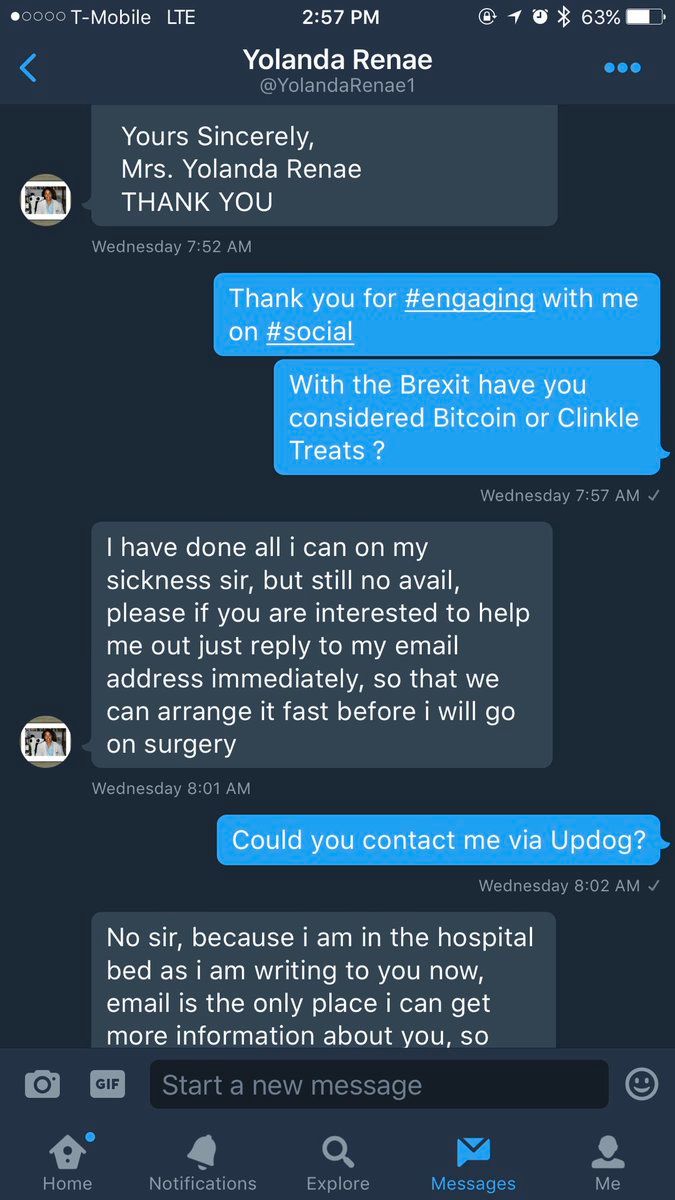 T-Mobile LTE 2:57 PM 63%
Yolanda Renae
@YolandaRenae1
Yours Sincerely,
Mrs. Yolanda Renae
THANK YOU
Wednesday 7:52 AM
Thank you for #engaging with me
on #social
With the Brexit have you
considered Bitcoin or Clinkle
Treats ?
Wednesday 7:57 AM ✓
I have done all i can on my
sickness sir, but still no avail,
please if you are interested to help
me out just reply to my email
address immediately, so that we
can arrange it fast before i will go
on surgery
Wednesday 8:01 AM
Could you contact me via Updog?
Wednesday 8:02 AM ✓
No sir, because i am in the hospital
bed as i am writing to you now,
email is the only place i can get
more information about you, so
GIF Start a new message
Home Notifications Explore Messages Me